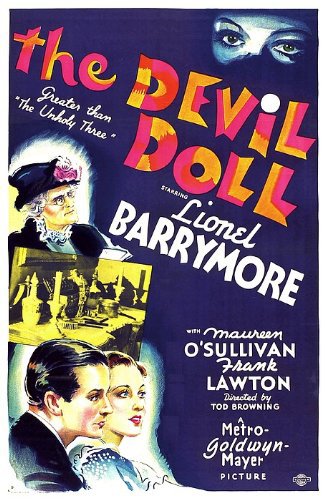 the DEVIL
DOLL
Greater than
"The Unholy Three"
STARRING
Lionel
BARRYMORE
WITH Maureen
O'SULLIVAN
Frank
LAWTON
Directed by
TOD BROWNING
A
Metro-
Goldwyn-
Mayer
PICTURE